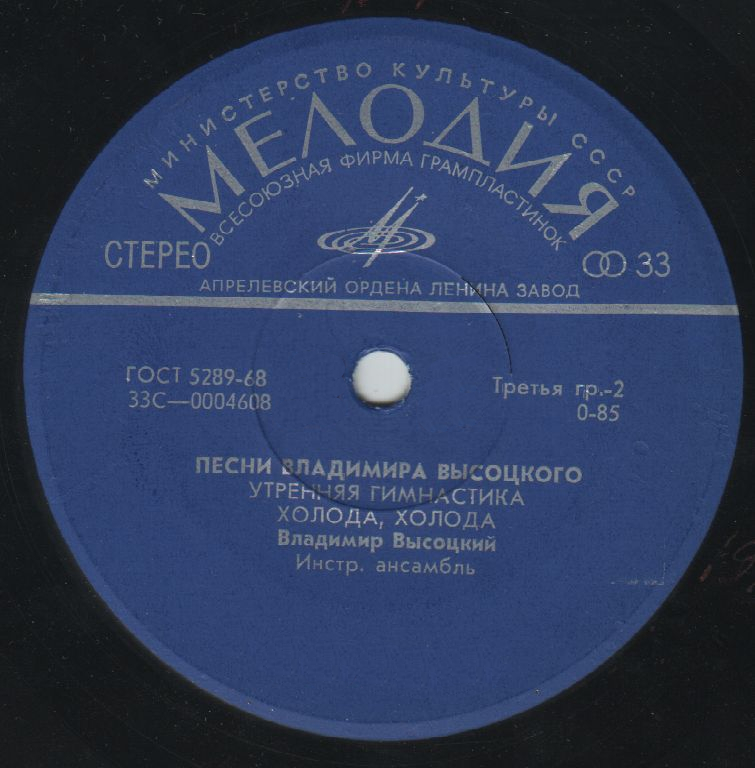 МИНИСТЕРСТВО КУЛЬТУРЫ СССР
МЕЛОДИЯ
ВСЕСОЮЗНАЯ ФИРМА ГРАМПЛАСТИНОК
СТЕРЕО
33
АПРЕЛЕВСКИЙ ОРДЕНА ЛЕНИНА ЗАВОД
ГОСТ 5289-68
Третья гр.-2
33С—0004608
0-85
ПЕСНИ ВЛАДИМИРА ВЫСОЦКОГО
УТРЕННЯЯ ГИМНАСТИКА
ХОЛОДА, ХОЛОДА
Владимир Высоцкий
Инстр. ансамбль